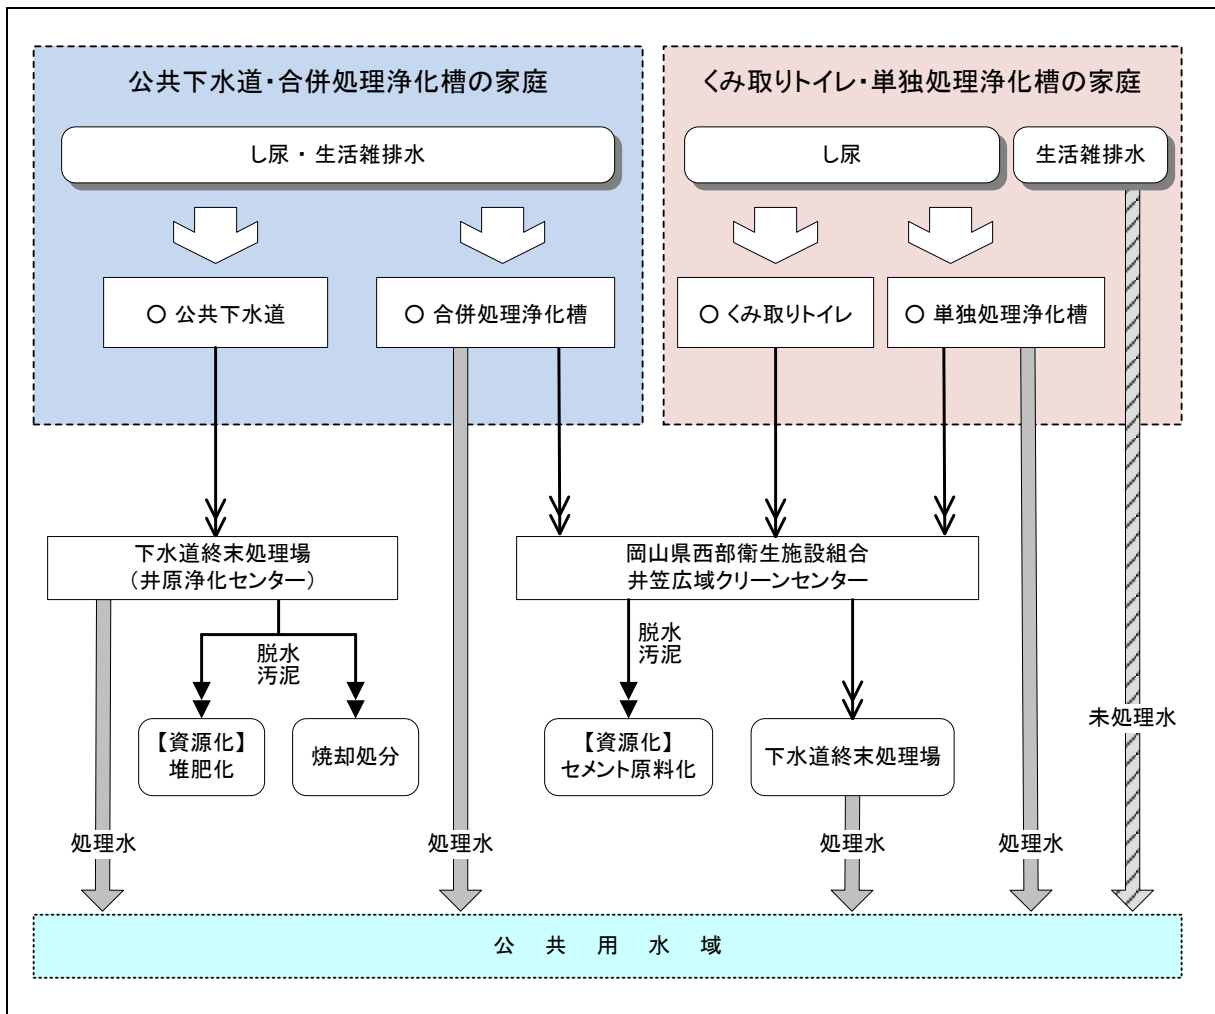 公共下水道・合併処理浄化槽の家庭
くみ取りトイレ・単独処理浄化槽の家庭
し尿 ・ 生活雑排水
し尿
生活雑排水
○ 公共下水道
○ 合併処理浄化槽
○ くみ取りトイレ
○ 単独処理浄化槽
下水道終末処理場
（井原浄化センター）
岡山県西部衛生施設組合
井笠広域クリーンセンター
脱水
汚泥
脱水
汚泥
【資源化】
堆肥化
焼却処分
【資源化】
セメント原料化
下水道終末処理場
未処理水
処理水
処理水
処理水
処理水
公 共 用 水 域